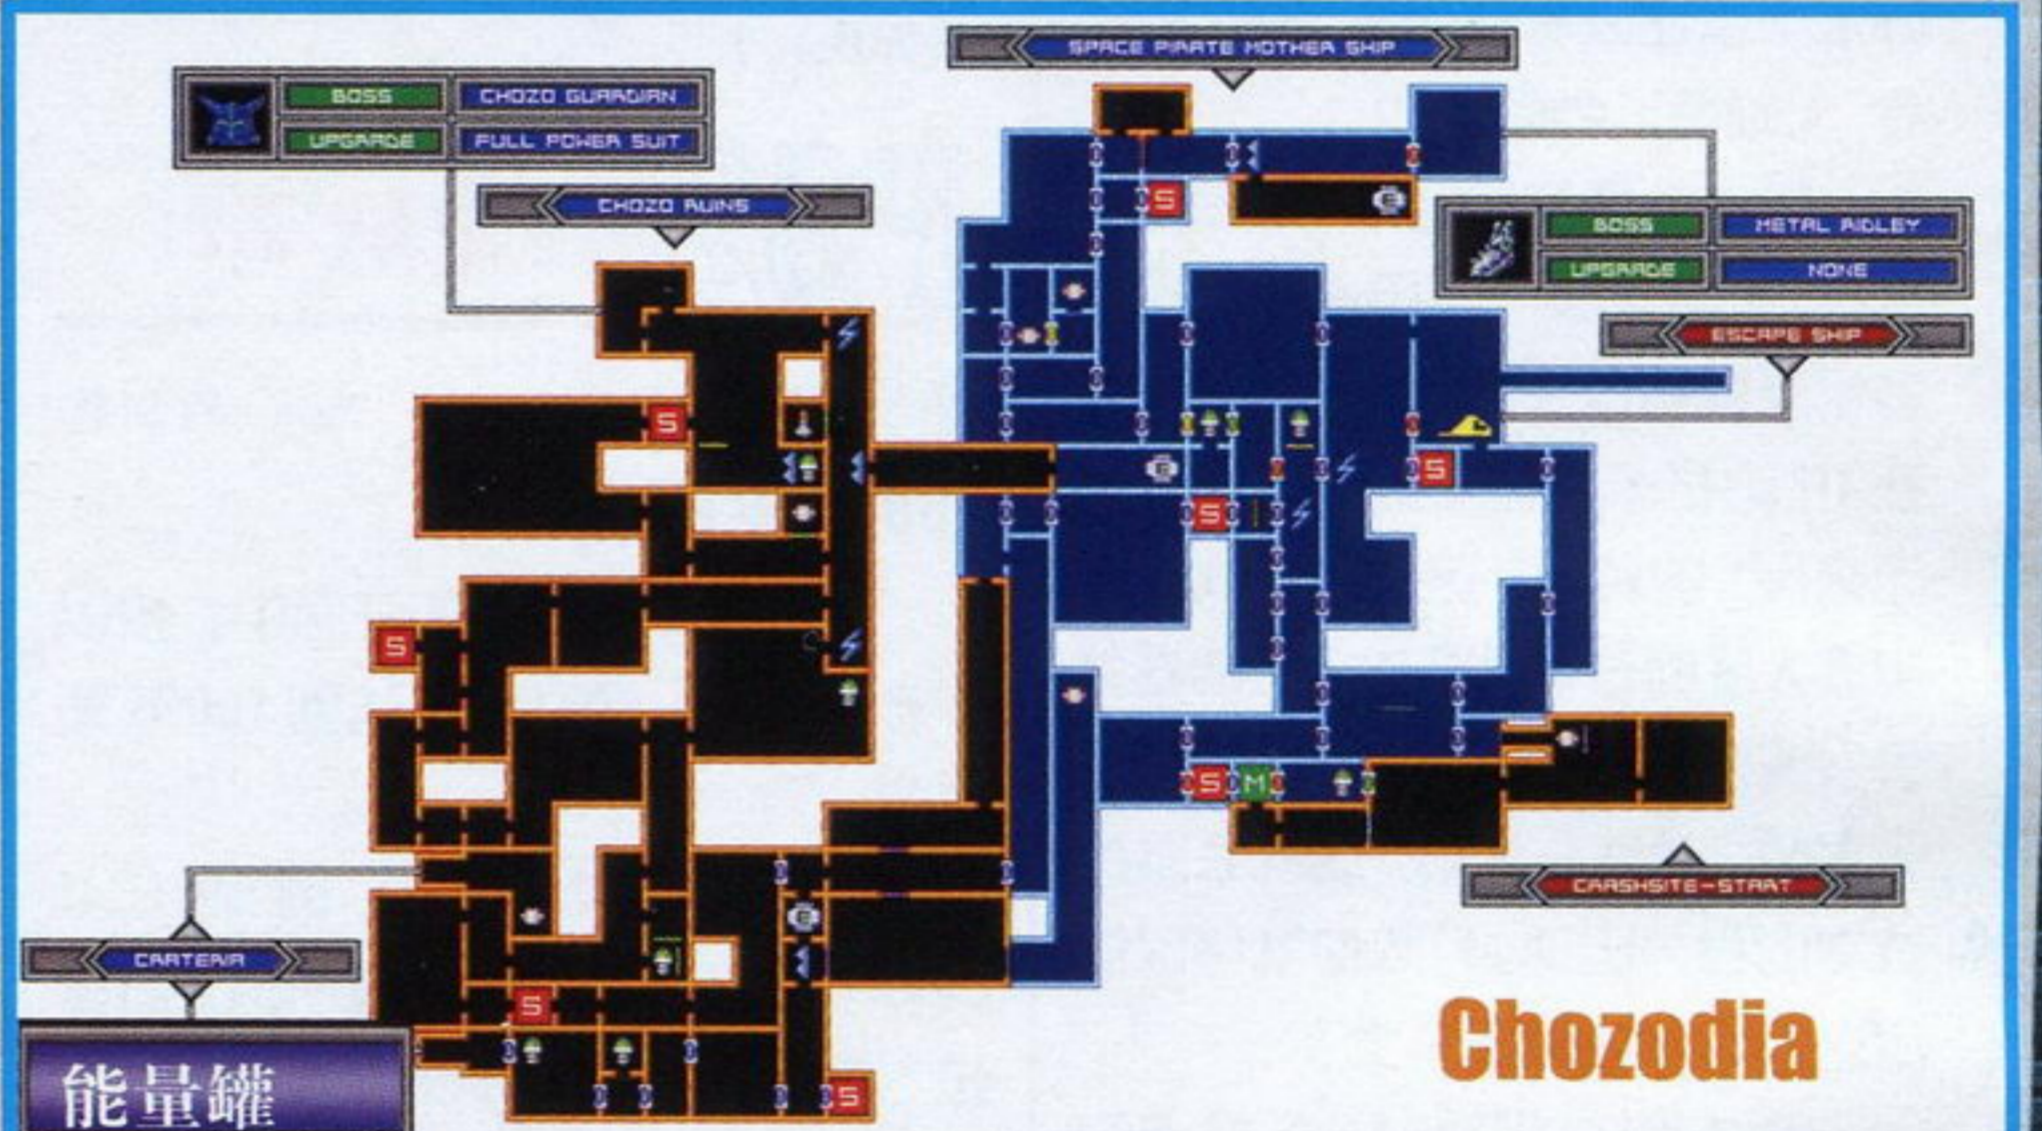 SPACE PIRATE MOTHER SHIP
BOSS CHOZO GUARDIAN
UPGRADE FULL POWER SUIT
CHOZO RUINS
S
E
BOSS METAL RIDLEY
UPGRADE NONE
ESCAPE SHIP
S
E
S
S
S
S M
CRASHSITE-START
E
CRATERIA
S
S
Chozodia
能量罐